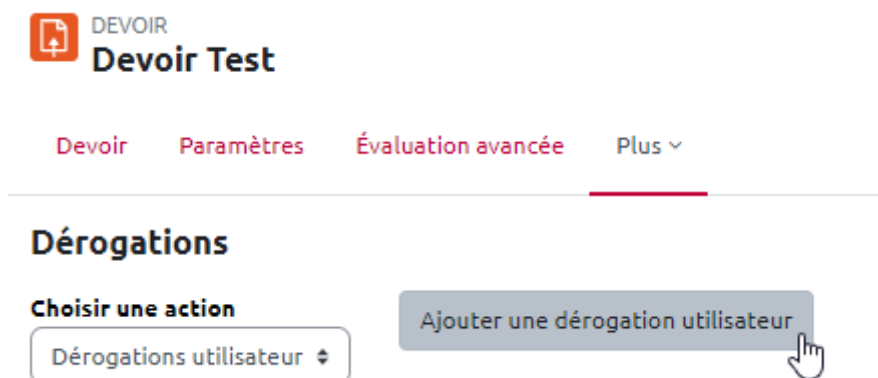 DEVOIR
Devoir Test
Devoir Paramètres Évaluation avancée Plus
Dérogations
Choisir une action
Ajouter une dérogation utilisateur
Dérogations utilisateur